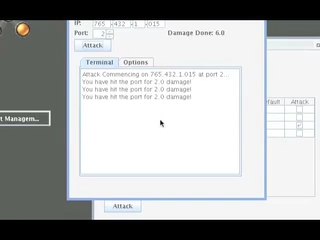 IP: 765 .432 .1 .015
Port: 2
Damage Done: 6.0
Attack
Terminal Options
Attack Commencing on 765.432.1.015 at port 2...
You have hit the port for 2.0 damage!
You have hit the port for 2.0 damage!
You have hit the port for 2.0 damage!
t Managem...
fault Attack
Attack